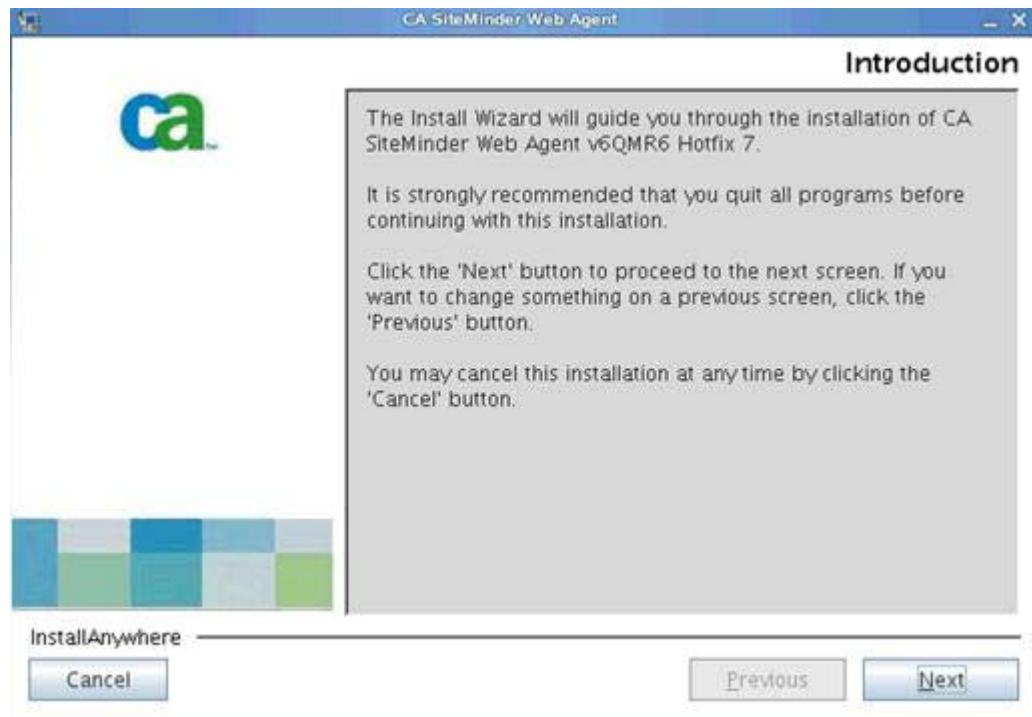 CA SiteMinder Web Agent
Introduction
ca
The Install Wizard will guide you through the installation of CA
SiteMinder Web Agent v6QMR6 Hotfix 7.
It is strongly recommended that you quit all programs before
continuing with this installation.
Click the 'Next' button to proceed to the next screen. If you
want to change something on a previous screen, click the
'Previous' button.
You may cancel this installation at any time by clicking the
'Cancel' button.
InstallAnywhere
Cancel
Previous
Next